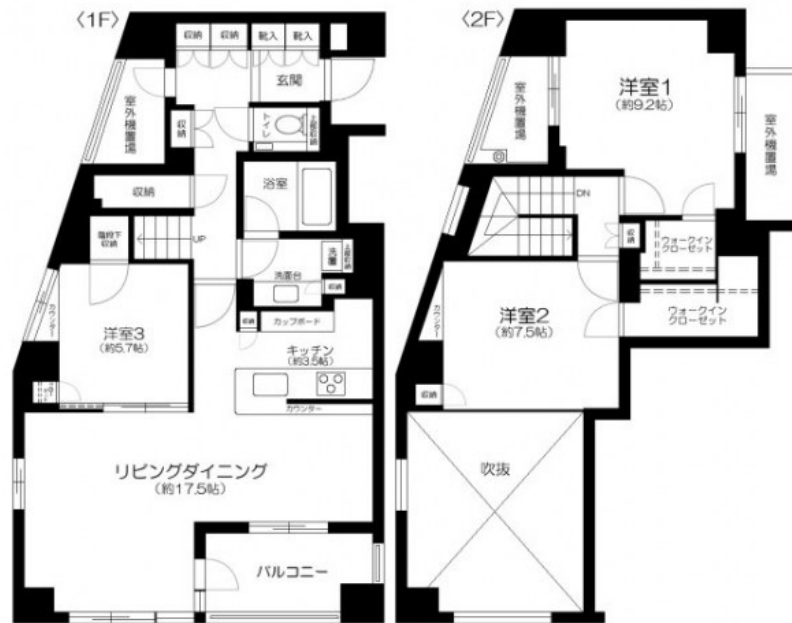 〈1F〉
収納
収納
靴入
靴入
玄関
室外機置場
収納
トイレ
上部収納
収納
浴室
階段下
収納
UP
洗面台
洗濯
上部収納
収納
カウンター
洋室3
(約5.7帖)
収納
カップボード
キッチン
(約3.5帖)
カウンター
リビングダイニング
(約17.5帖)
バルコニー
〈2F〉
室外機置場
洋室1
(約9.2帖)
室外機置場
DN
収納
ウォークイン
クローゼット
ウォークイン
クローゼット
カウンター
洋室2
(約7.5帖)
収納
吹抜